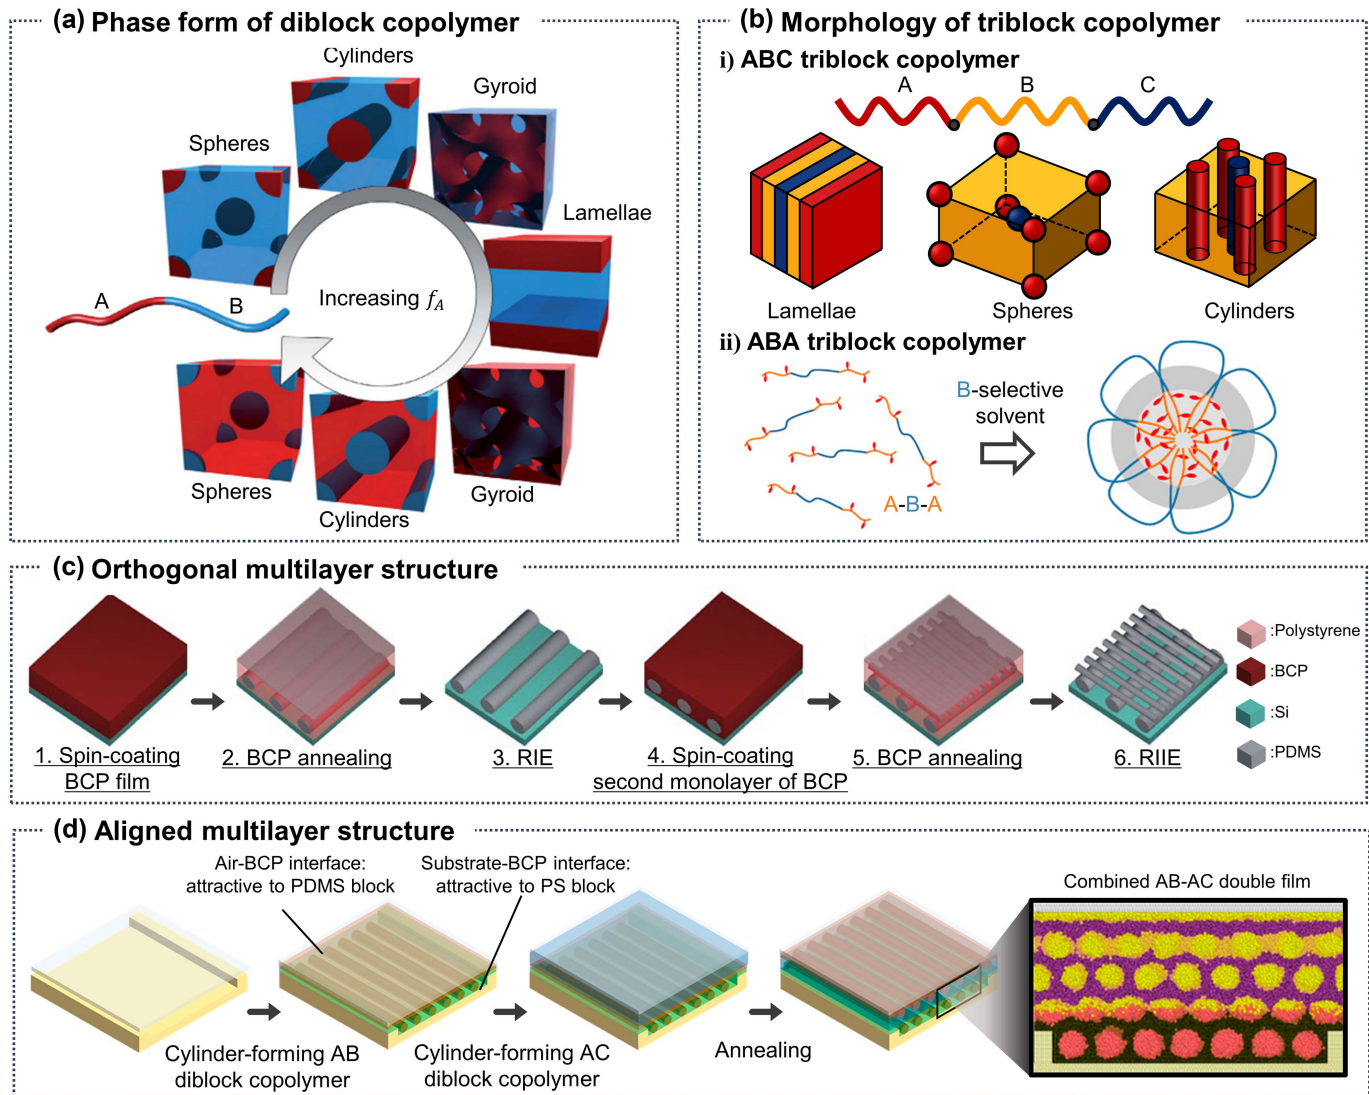 (a) Phase form of diblock copolymer
Cylinders
Gyroid
Spheres
Lamellae
A
B
Increasing f_A
Spheres
Cylinders
Gyroid
(b) Morphology of triblock copolymer
i) ABC triblock copolymer
A
B
C
Lamellae
Spheres
Cylinders
ii) ABA triblock copolymer
B-selective
solvent
A-B-A
(c) Orthogonal multilayer structure
1. Spin-coating
BCP film
2. BCP annealing
3. RIE
4. Spin-coating
second monolayer of BCP
5. BCP annealing
6. RIIE
:Polystyrene
:BCP
:Si
:PDMS
(d) Aligned multilayer structure
Air-BCP interface:
attractive to PDMS block
Substrate-BCP interface:
attractive to PS block
Combined AB-AC double film
Cylinder-forming AB
diblock copolymer
Cylinder-forming AC
diblock copolymer
Annealing